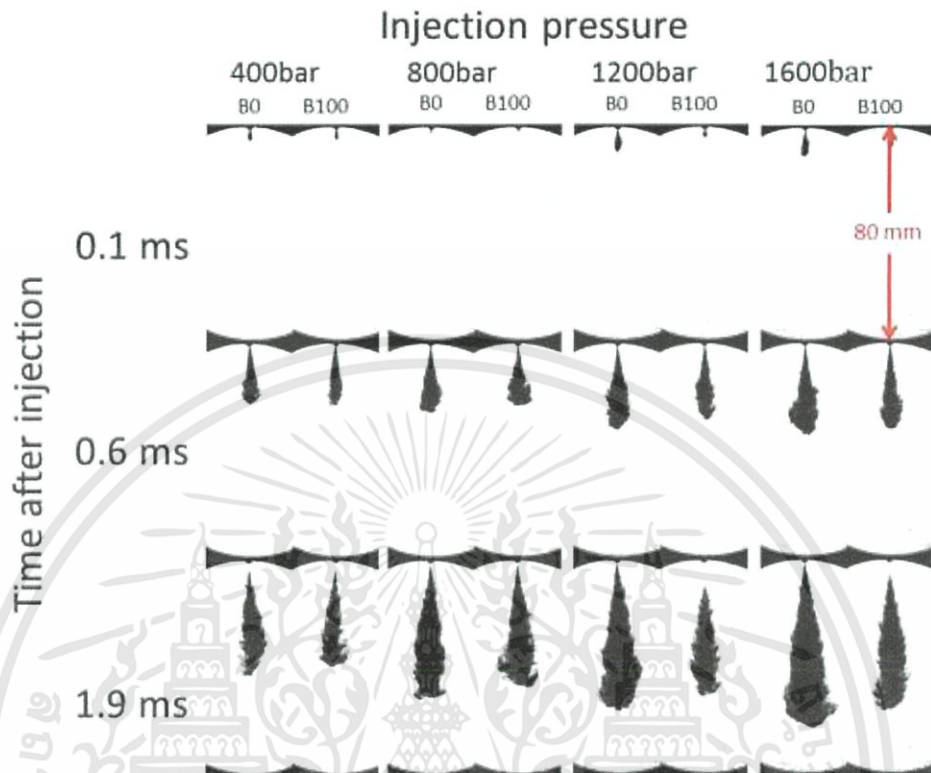 Injection pressure
400bar 800bar 1200bar 1600bar
B0 B100 B0 B100 B0 B100 B0 B100
80 mm
0.1 ms
0.6 ms
1.9 ms
Time after injection